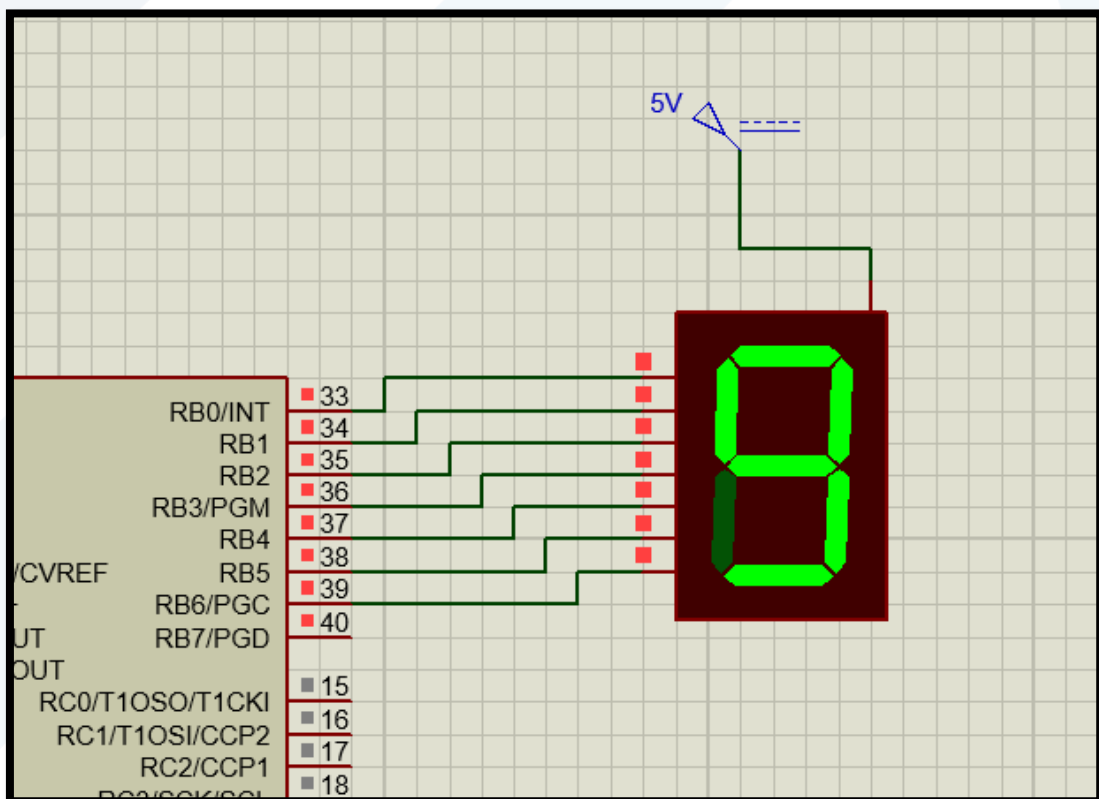 5V
33
RB0/INT
34
RB1
35
RB2
36
RB3/PGM
37
RB4
38
/CVREF RB5
39
RB6/PGC
40
UT RB7/PGD
OUT
15
RC0/T1OSO/T1CKI
16
RC1/T1OSI/CCP2
17
RC2/CCP1
18
9